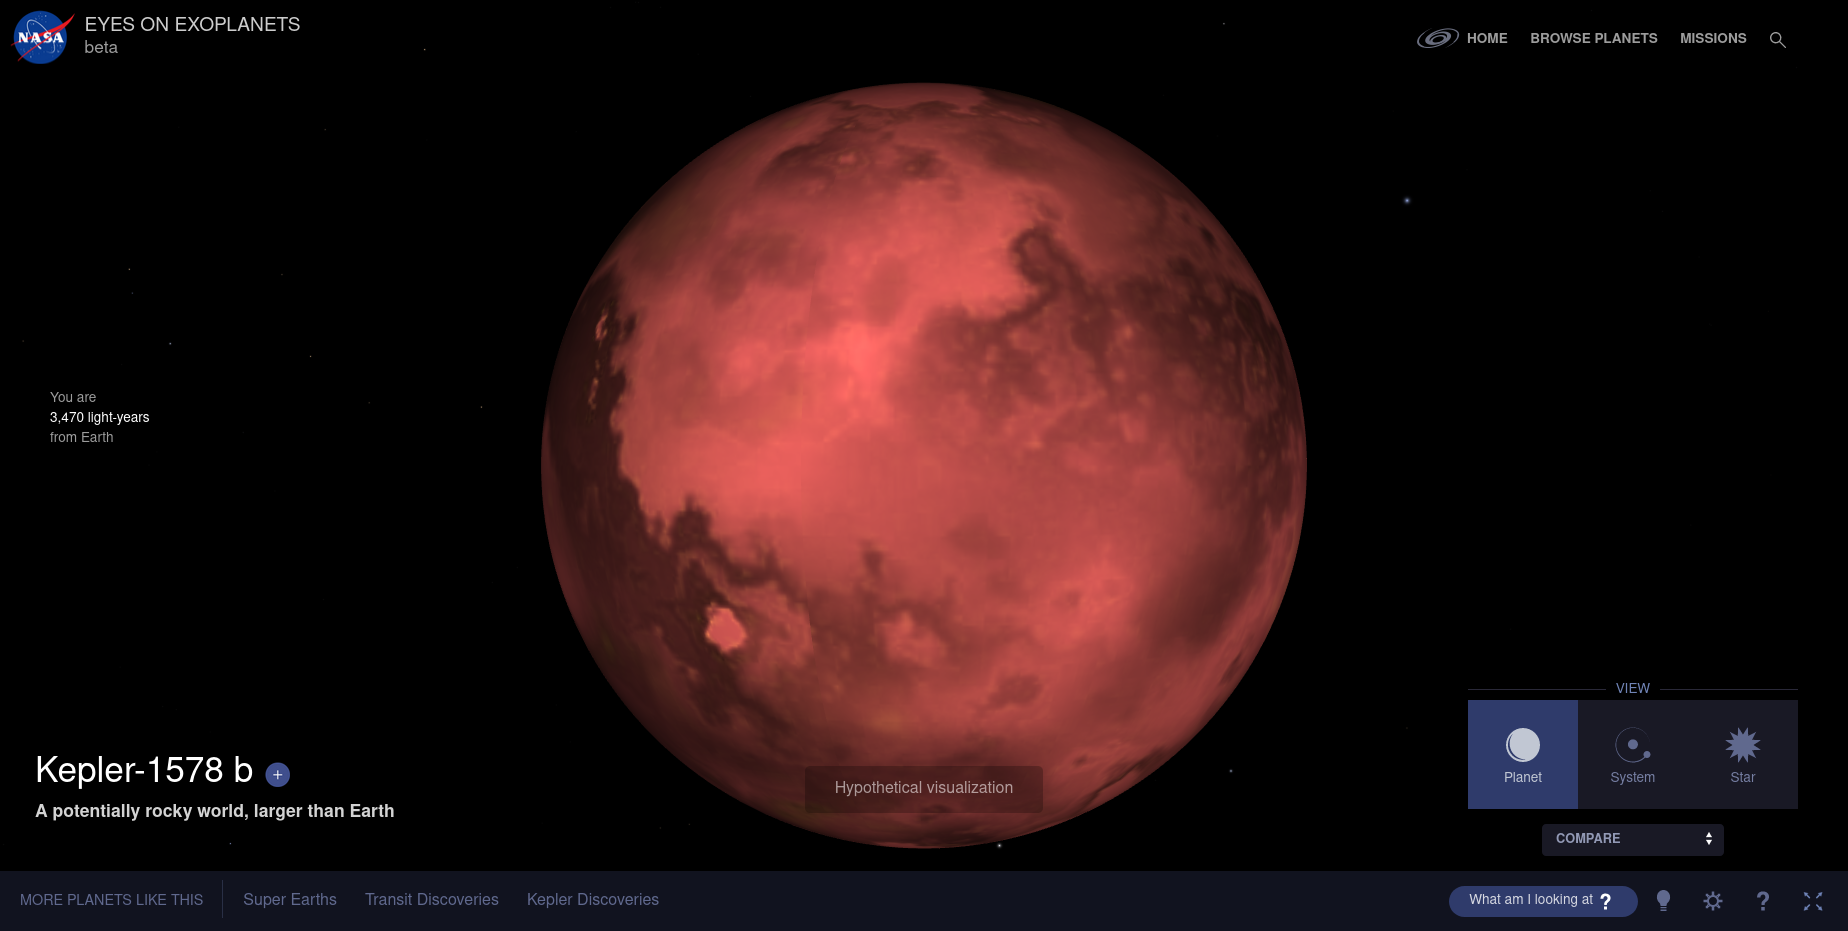 NASA
EYES ON EXOPLANETS
beta
HOME
BROWSE PLANETS
MISSIONS
You are
3,470 light-years
from Earth
Kepler-1578 b +
A potentially rocky world, larger than Earth
Hypothetical visualization
VIEW
Planet
System
Star
COMPARE
MORE PLANETS LIKE THIS
Super Earths
Transit Discoveries
Kepler Discoveries
What am I looking at ?
?